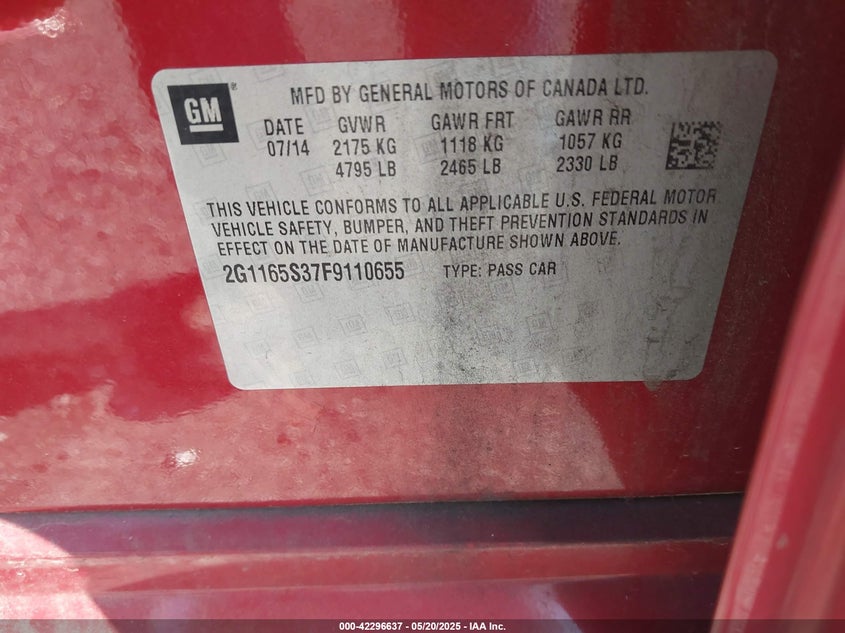 GM ®
MFD BY GENERAL MOTORS OF CANADA LTD.
DATE GVWR GAWR FRT GAWR RR
07/14 2175 KG 1118 KG 1057 KG
4795 LB 2465 LB 2330 LB
THIS VEHICLE CONFORMS TO ALL APPLICABLE U.S. FEDERAL MOTOR
VEHICLE SAFETY, BUMPER, AND THEFT PREVENTION STANDARDS IN
EFFECT ON THE DATE OF MANUFACTURE SHOWN ABOVE.
2G1165S37F9110655 TYPE: PASS CAR
000-42296637 - 05/20/2025 - IAA Inc.